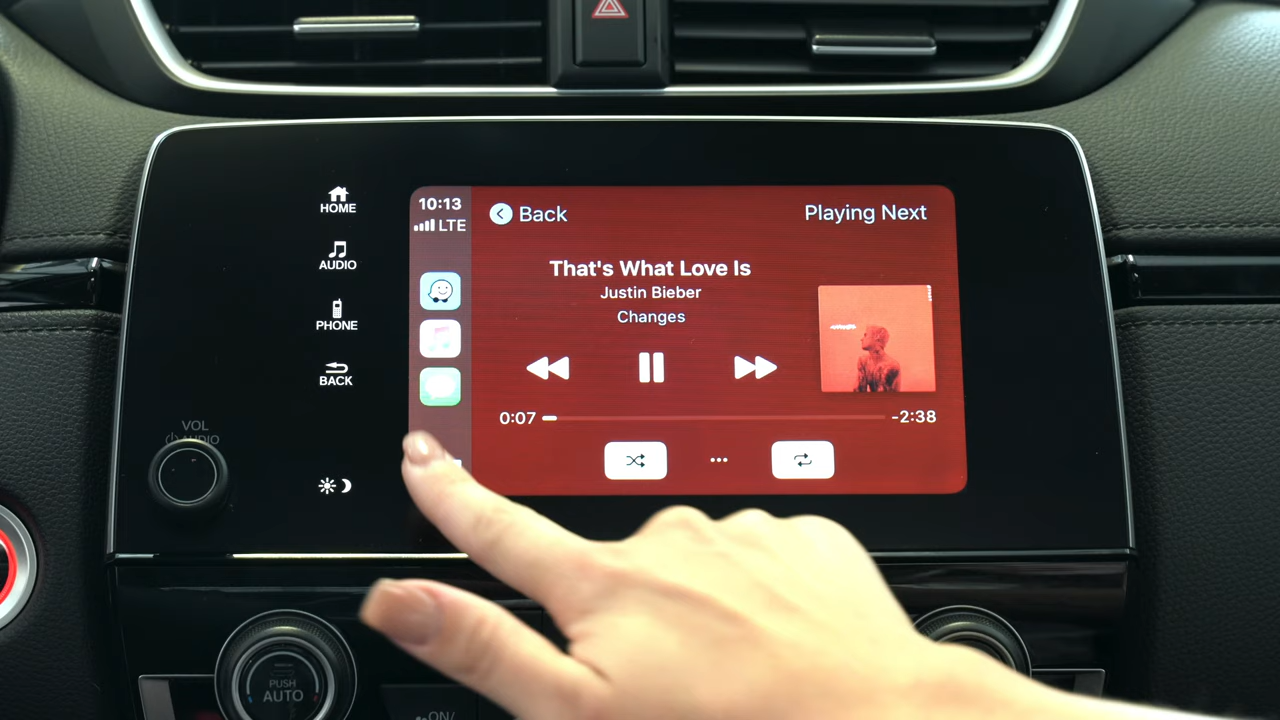 HOME
AUDIO
PHONE
BACK
VOL
AUDIO
10:13
LTE
Back
Playing Next
That's What Love Is
Justin Bieber
Changes
0:07
-2:38
PUSH
AUTO
ON/